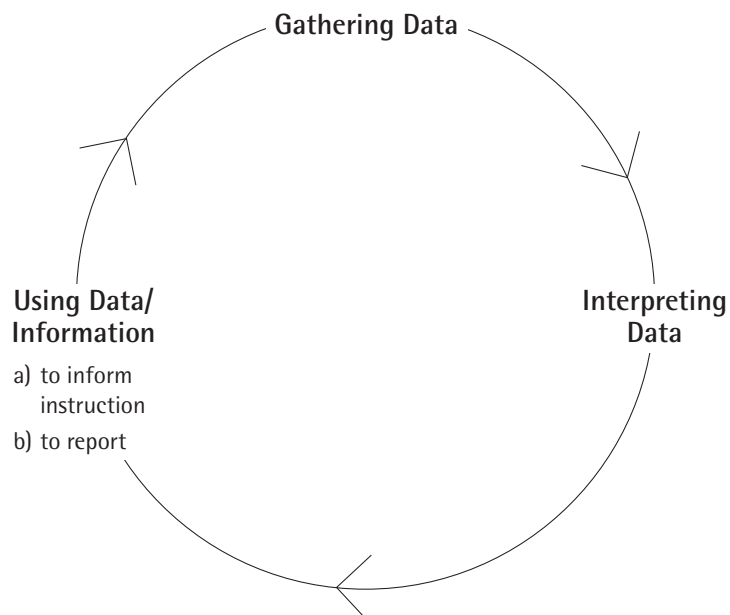 Gathering Data
Interpreting
Data
Using Data/
Information
a) to inform
instruction
b) to report